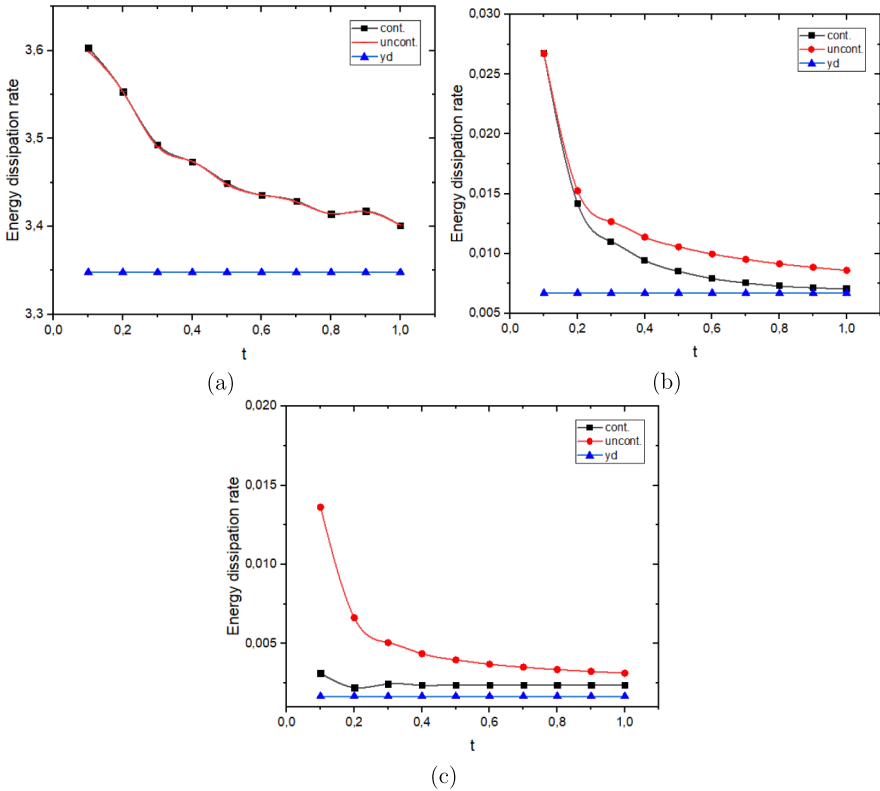 cont.
uncont.
yd
3,6
3,5
3,4
3,3
Energy dissipation rate
0,0
0,2
0,4
0,6
0,8
1,0
t
(a)
cont.
uncont.
yd
0,030
0,025
0,020
0,015
0,010
0,005
Energy dissipation rate
0,0
0,2
0,4
0,6
0,8
1,0
t
(b)
cont.
uncont.
yd
0,020
0,015
0,010
0,005
Energy dissipation rate
0,0
0,2
0,4
0,6
0,8
1,0
t
(c)